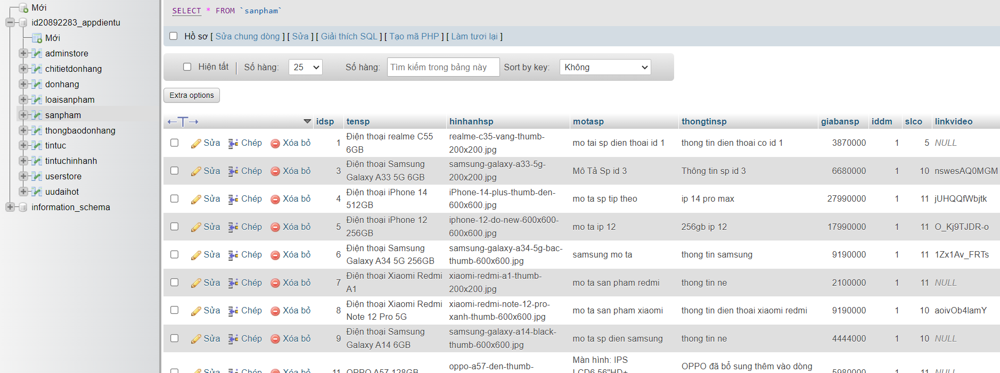 Mới
id20892283_appdientu
Mới
adminstore
chitietdonhang
donhang
loaisanpham
sanpham
thongbaodonhang
tintuc
tintuchinhanh
userstore
uudaihot
information_schema
SELECT * FROM `sanpham`
Hồ sơ [ Sửa chung dòng ] [ Sửa ] [ Giải thích SQL ] [ Tạo mã PHP ] [ Làm tươi lại ]
Hiện tất Số hàng: 25 Số hàng: Tìm kiếm trong bảng này Sort by key: Không
Extra options
←T→ idsp tensp hinhanhsp motasp thongtinsp giabansp iddm slco linkvideo
Sửa Chép Xóa bỏ 1 Điện thoại realme C55 6GB realme-c35-vang-thumb-200x200.jpg mo tai sp dien thoai id 1 thong tin dien thoai co id 1 3870000 1 5 NULL
Sửa Chép Xóa bỏ 3 Điện thoại Samsung Galaxy A33 5G 6GB samsung-galaxy-a33-5g-200x200.jpg Mô Tả Sp id 3 Thông tin sp id 3 6680000 1 10 nswesAQ0MGM
Sửa Chép Xóa bỏ 4 Điện thoại iPhone 14 512GB iPhone-14-plus-thumb-den-600x600.jpg mo ta sp tip theo ip 14 pro max 27990000 1 11 jUHQQfWbjtk
Sửa Chép Xóa bỏ 5 Điện thoại iPhone 12 256GB iphone-12-do-new-600x600-600x600.jpg mo ta ip 12 256gb ip 12 17990000 1 11 O_Kj9TJDR-o
Sửa Chép Xóa bỏ 6 Điện thoại Samsung Galaxy A34 5G 256GB samsung-galaxy-a34-5g-bac-thumb-600x600.jpg samsung mo ta thong tin samsung 9190000 1 11 1Zx1Av_FRTs
Sửa Chép Xóa bỏ 7 Điện thoại Xiaomi Redmi A1 xiaomi-redmi-a1-thumb-200x200.jpg mo ta san pham redmi thong tin ne 2100000 1 11 NULL
Sửa Chép Xóa bỏ 8 Điện thoại Xiaomi Redmi Note 12 Pro 5G xiaomi-redmi-note-12-pro-xanh-thumb-600x600.jpg mo ta san pham xiaomi thong tin dien thoai xiaomi redmi 9190000 1 10 aoivOb4lamY
Sửa Chép Xóa bỏ 9 Điện thoại Samsung Galaxy A14 6GB samsung-galaxy-a14-black-thumb-600x600.jpg mo ta sp dien samsung thong tin ne 4444000 1 10 NULL
Sửa Chép Xóa bỏ 11 OPPO A57 128GB oppo-a57-den-thumb- Màn hình: IPS LCD6.56"HD+ OPPO đã bổ sung thêm vào dòng 5980000 1 11 NULL